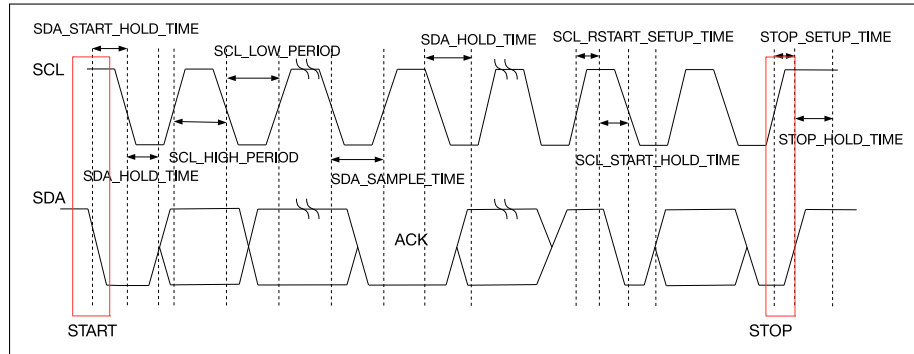 SDA_START_HOLD_TIME
SCL_LOW_PERIOD
SDA_HOLD_TIME
SCL_RSTART_SETUP_TIME
STOP_SETUP_TIME
SCL
SDA_HOLD_TIME
SCL_HIGH_PERIOD
SDA_SAMPLE_TIME
SCL_START_HOLD_TIME
STOP_HOLD_TIME
SDA
ACK
START
STOP